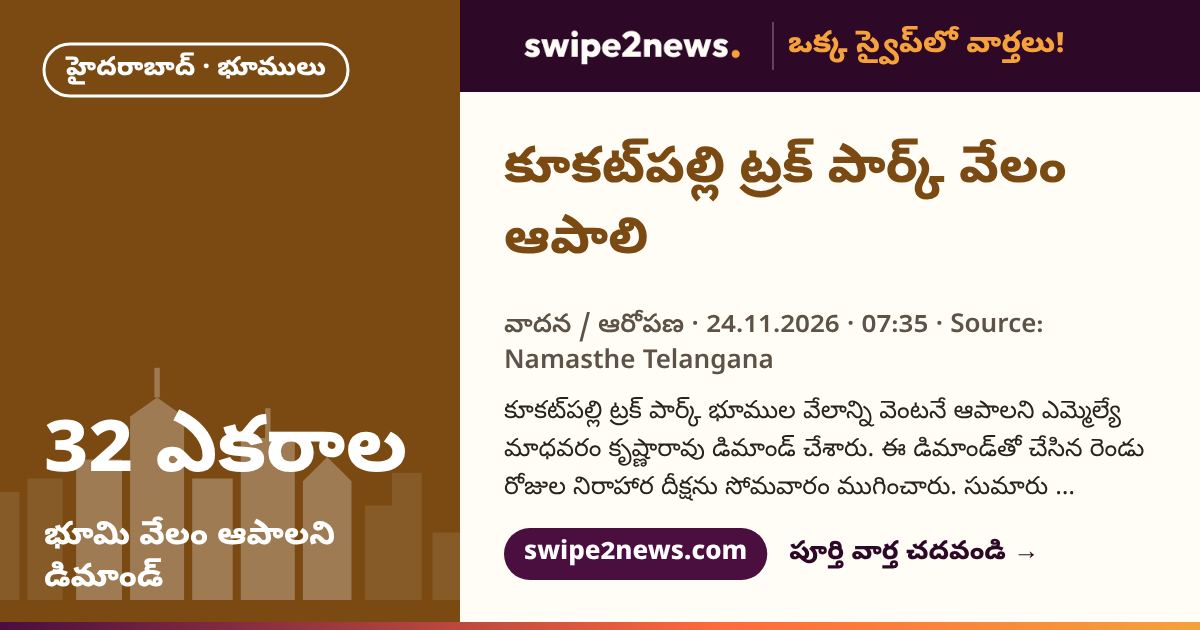 హైదరాబాద్ · భూములు
32 ఎకరాల
భూమి వేలం ఆపాలని
డిమాండ్
swipe2news.
ఒక్క స్వైప్‌లో వార్తలు!
కూకట్‌పల్లి ట్రక్ పార్క్ వేలం
ఆపాలి
వాదన / ఆరోపణ · 24.11.2026 · 07:35 · Source:
Namasthe Telangana
కూకట్‌పల్లి ట్రక్ పార్క్ భూముల వేలాన్ని వెంటనే ఆపాలని ఎమ్మెల్యే
మాధవరం కృష్ణారావు డిమాండ్ చేశారు. ఈ డిమాండ్‌తో చేసిన రెండు
రోజుల నిరాహార దీక్షను సోమవారం ముగించారు. సుమారు ...
swipe2news.com
పూర్తి వార్త చదవండి →